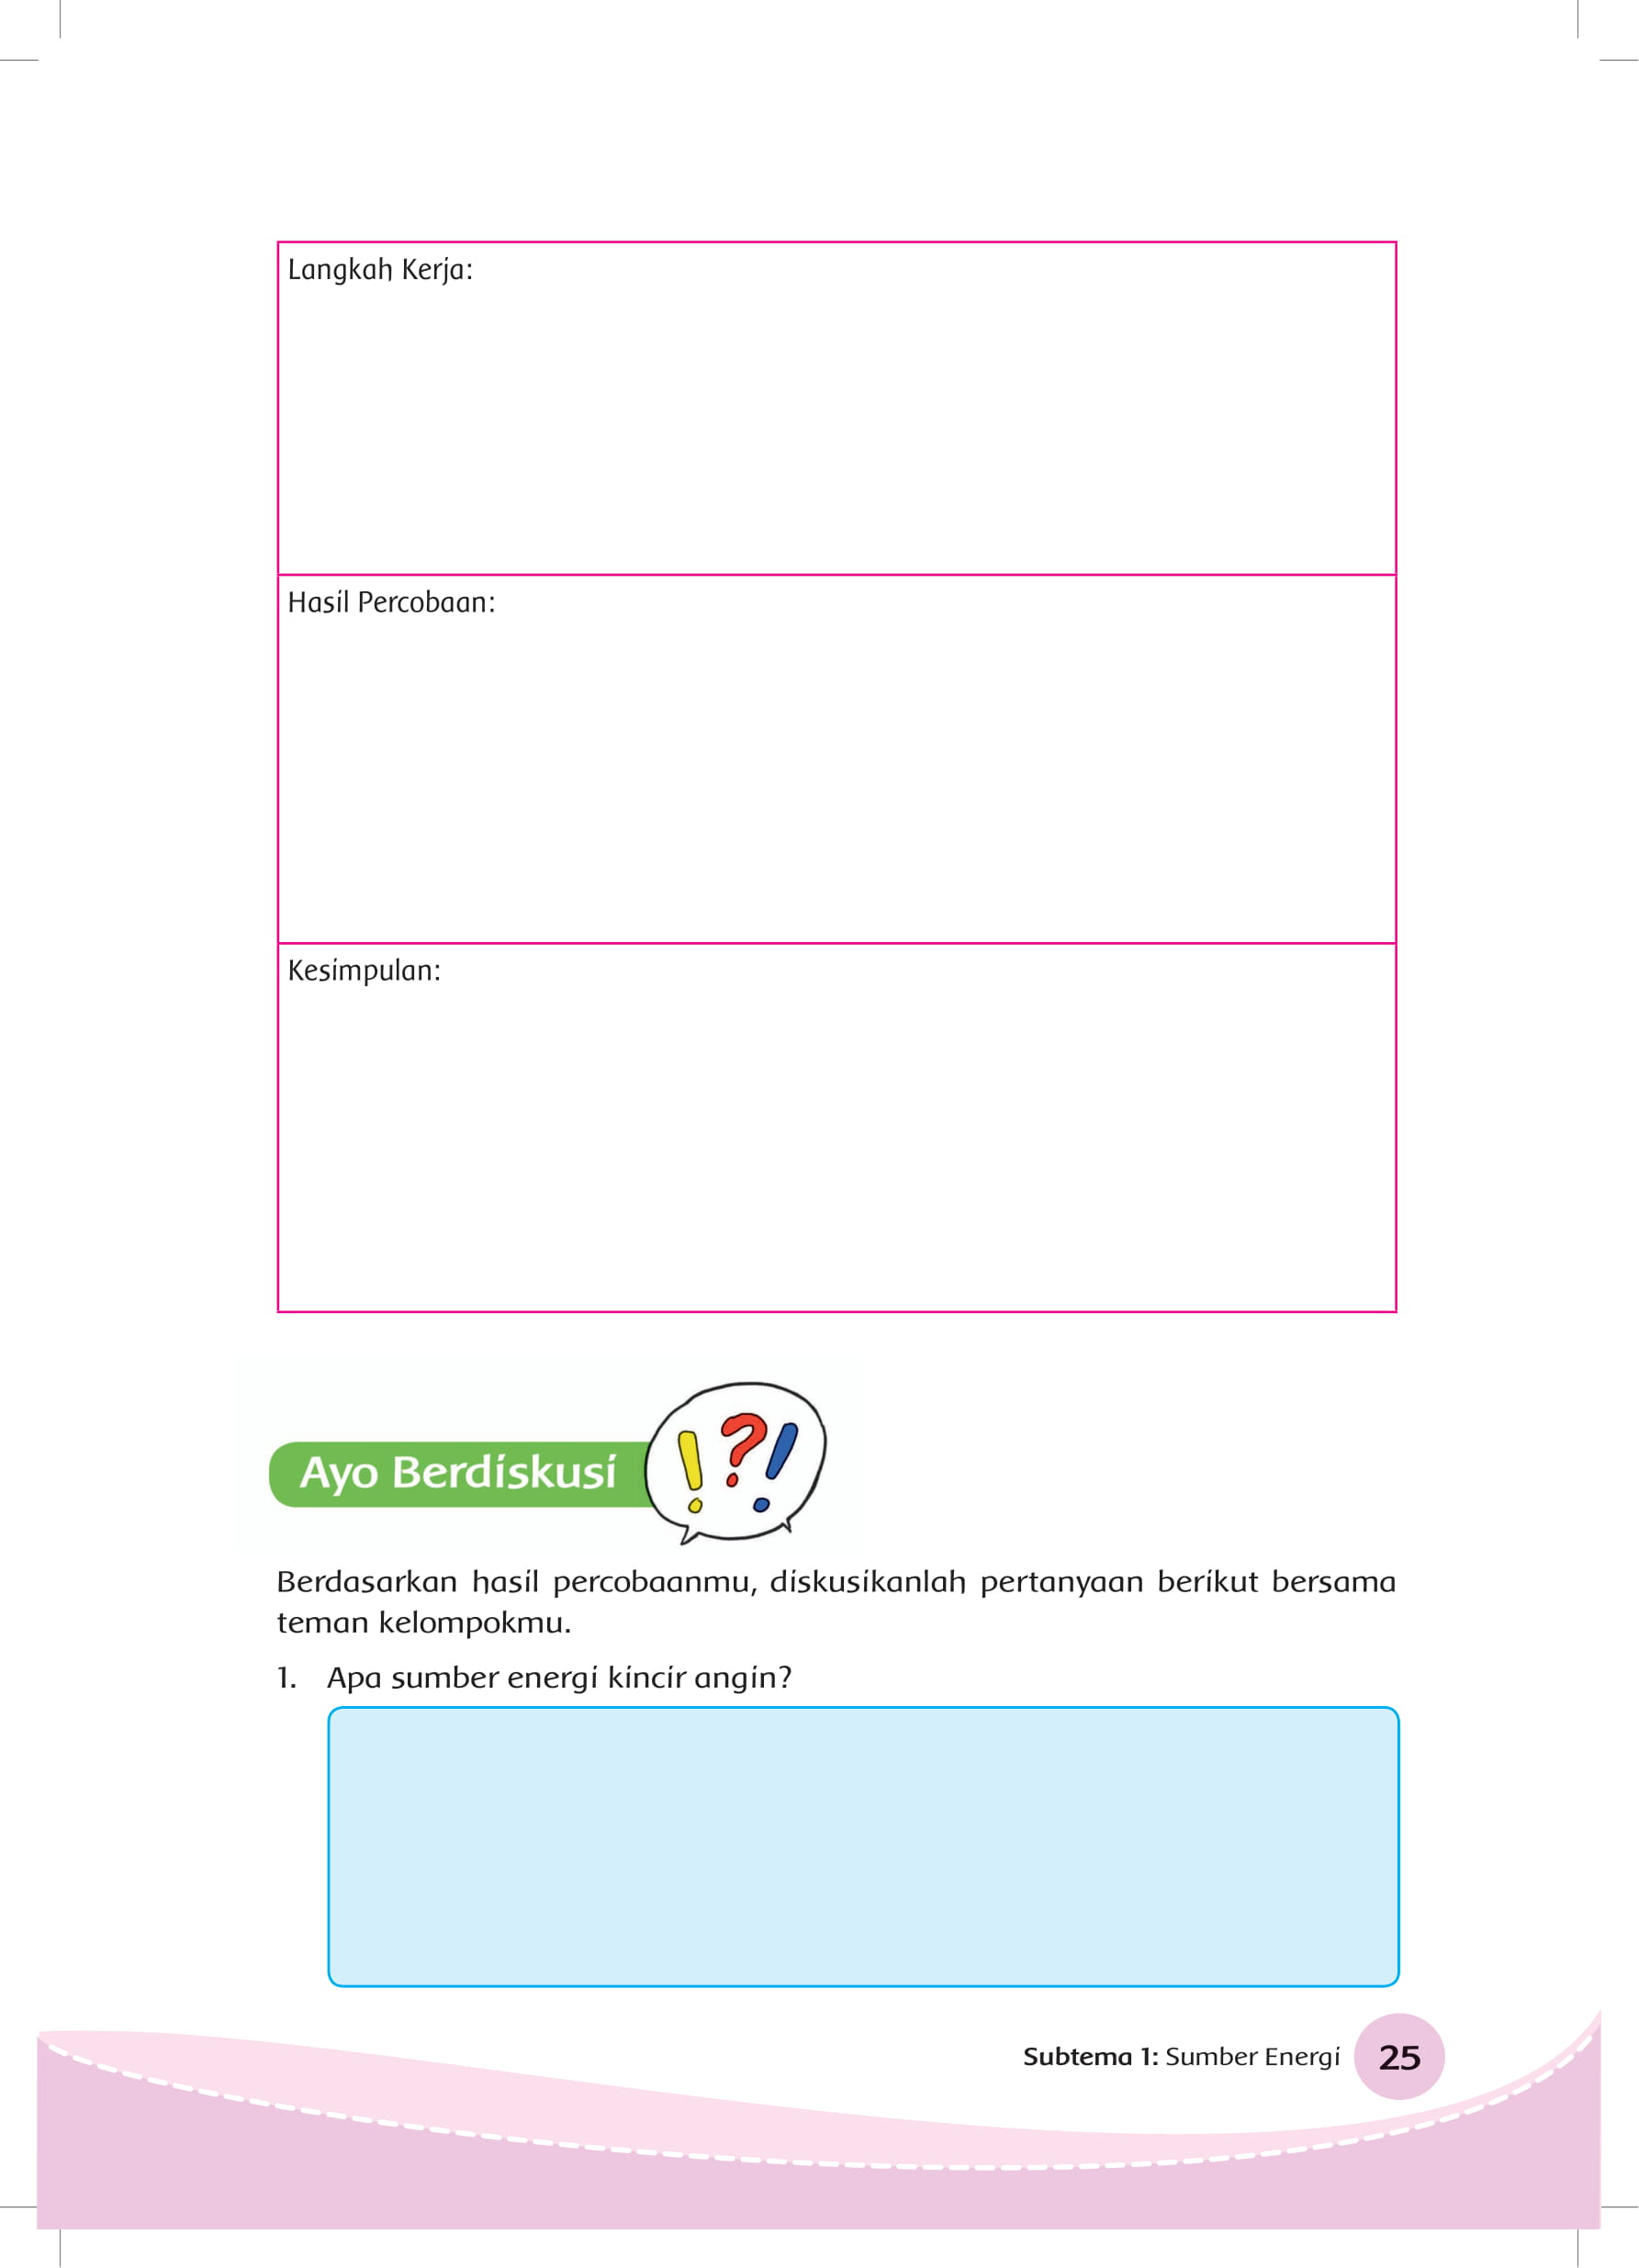 Langkah Kerja:
Hasil Percobaan:
Kesimpulan:
Ayo Berdiskusi
Berdasarkan hasil percobaanmu, diskusikanlah pertanyaan berikut bersama
teman kelompokmu.
1. Apa sumber energi kincir angin?
Subtema 1: Sumber Energi 25